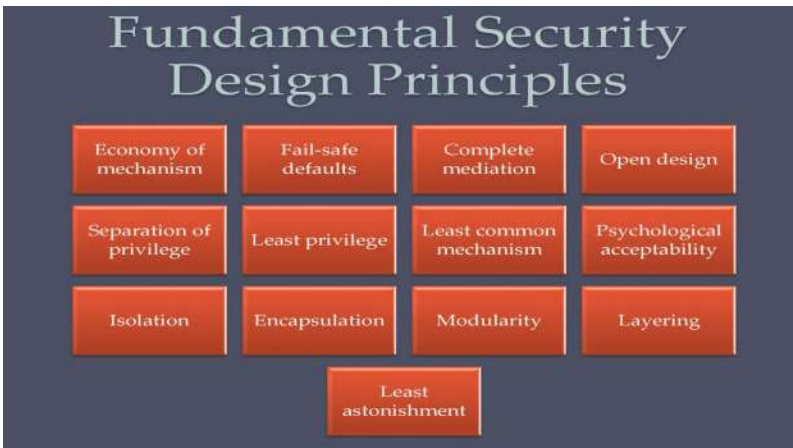 Fundamental Security
Design Principles
Economy of
mechanism
Fail-safe
defaults
Complete
mediation
Open design
Separation of
privilege
Least privilege
Least common
mechanism
Psychological
acceptability
Isolation
Encapsulation
Modularity
Layering
Least
astonishment